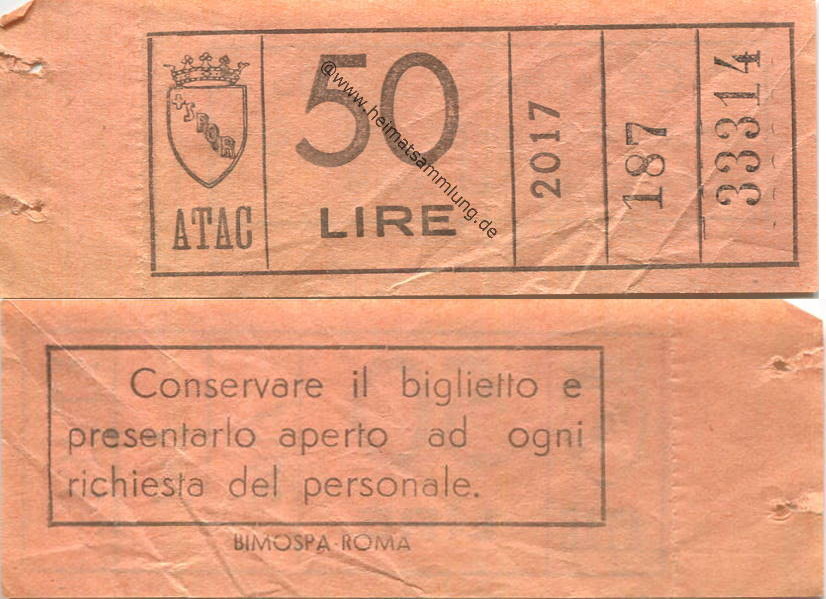 +SPQR
ATAC
50
LIRE
2017
187
33314
@www.heimatsammlung.de
Conservare il biglietto e
presentarlo aperto ad ogni
richiesta del personale.
BIMOSPA-ROMA